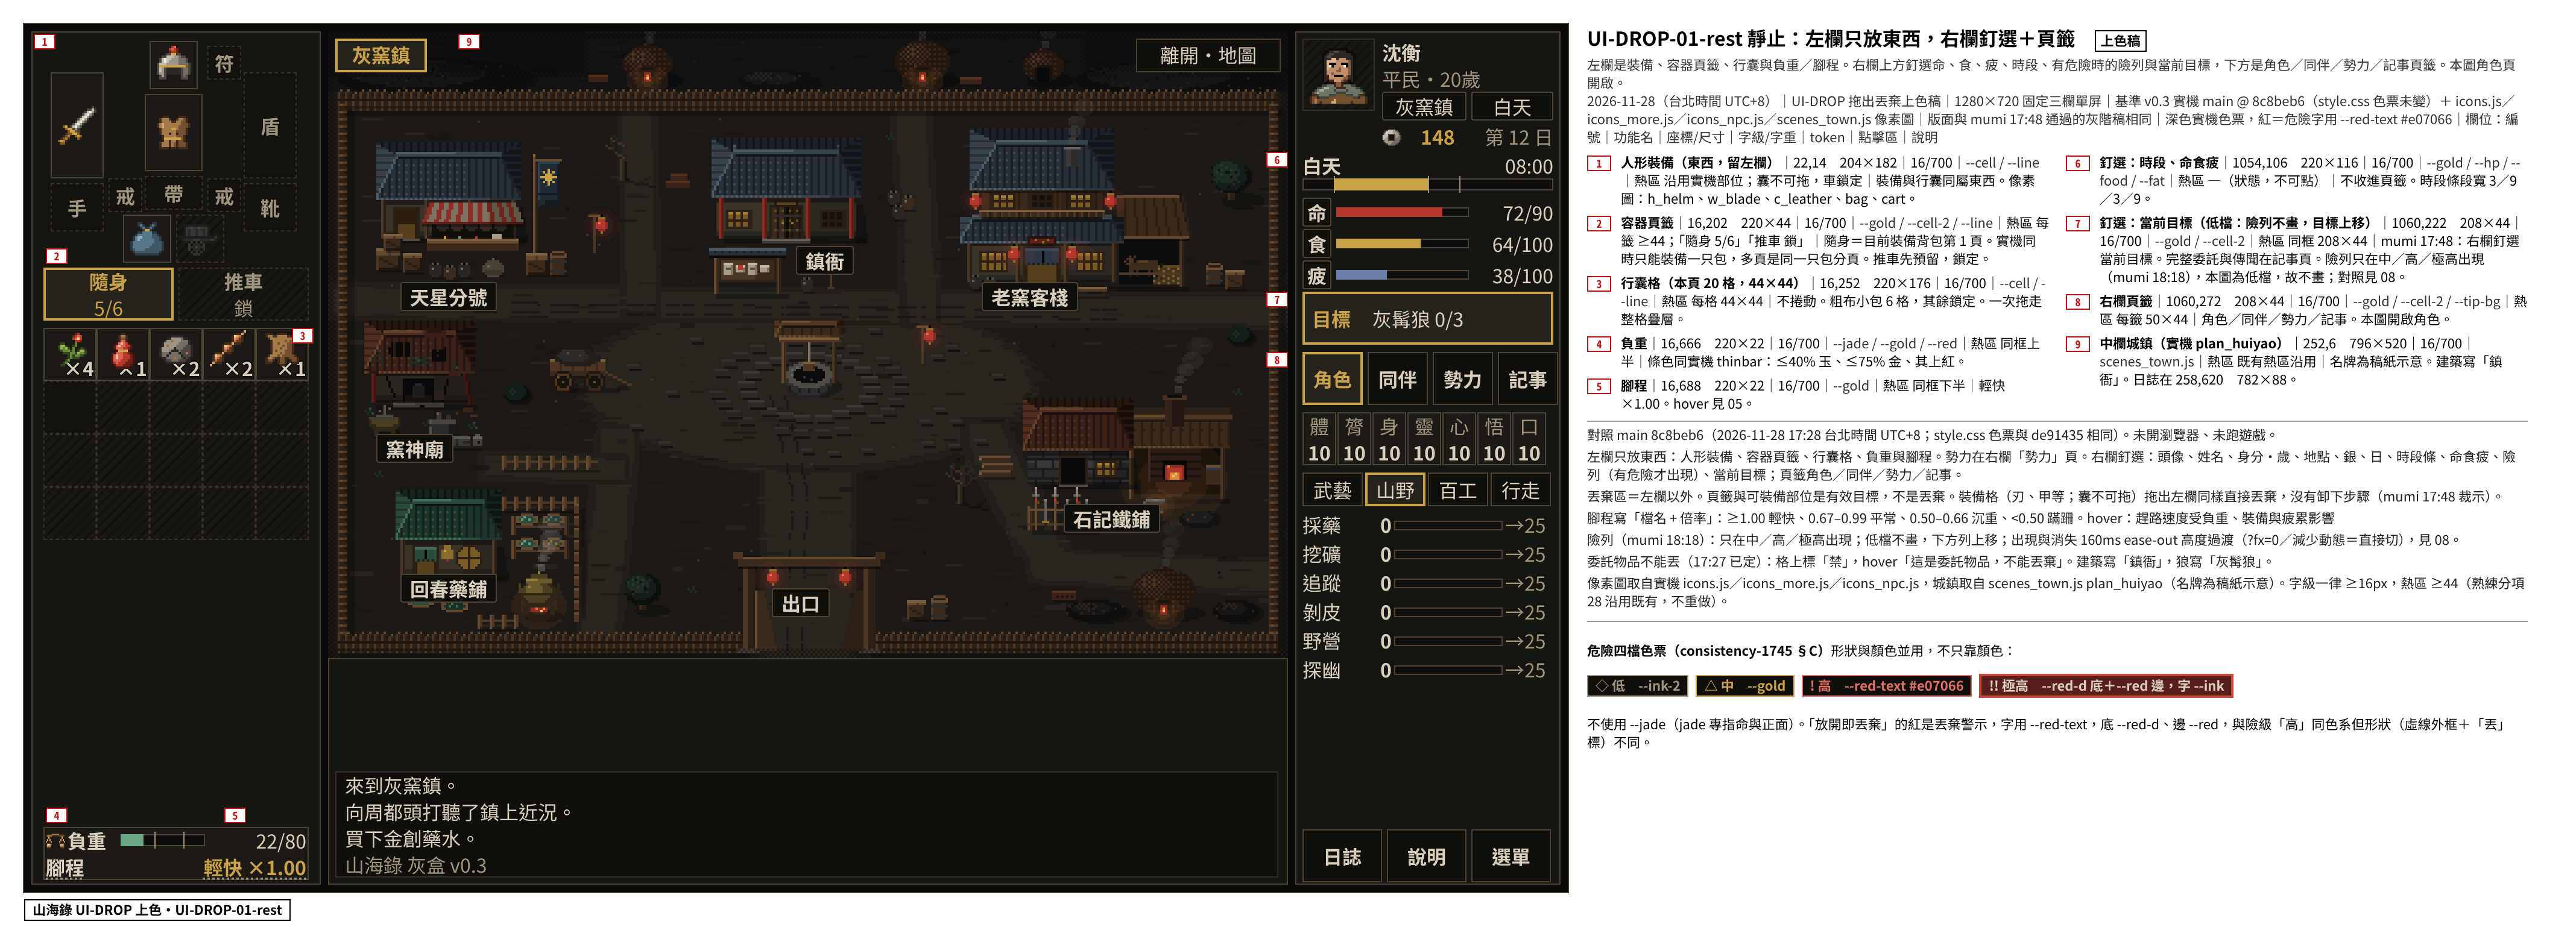 1
符
盾
手
戒
帶
戒
靴
2
隨身
5/6
推車
鎖
3
×4
×1
×2
×2
×1
4
5
負重
22/80
腳程
輕快 ×1.00
9
灰窯鎮
離開・地圖
鎮衙
天星分號
老窯客棧
窯神廟
石記鐵鋪
回春藥鋪
出口
來到灰窯鎮。
向周都頭打聽了鎮上近況。
買下金創藥水。
山海錄 灰盒 v0.3
沈衡
平民・20歲
灰窯鎮
白天
148
第 12 日
6
白天
08:00
命
72/90
食
64/100
疲
38/100
7
目標 灰髯狼 0/3
8
角色
同伴
勢力
記事
體 膂 身 靈 心 悟 口
10 10 10 10 10 10 10
武藝
山野
百工
行走
採藥 0 →25
挖礦 0 →25
追蹤 0 →25
剝皮 0 →25
野營 0 →25
探幽 0 →25
日誌
說明
選單
山海錄 UI-DROP 上色・UI-DROP-01-rest
UI-DROP-01-rest 靜止：左欄只放東西，右欄釘選＋頁籤 上色稿
左欄是裝備、容器頁籤、行囊與負重／腳程。右欄上方釘選命、食、疲、時段、有危險時的險列與當前目標，下方是角色／同伴／勢力／記事頁籤。本圖角色頁
開啟。
2026-11-28（台北時間 UTC+8）｜UI-DROP 拖出丟棄上色稿｜1280×720 固定三欄單屏｜基準 v0.3 實機 main @ 8c8beb6（style.css 色票未變）＋ icons.js／
icons_more.js／icons_npc.js／scenes_town.js 像素圖｜版面與 mumi 17:48 通過的灰階稿相同｜深色實機色票，紅＝危險字用 --red-text #e07066｜欄位：編
號｜功能名｜座標/尺寸｜字級/字重｜token｜點擊區｜說明
1 人形裝備（東西，留左欄）｜22,14 204×182｜16/700｜--cell / --line
｜熱區 沿用實機部位；囊不可拖，車鎖定｜裝備與行囊同屬東西。像素
圖：h_helm、w_blade、c_leather、bag、cart。
2 容器頁籤｜16,202 220×44｜16/700｜--gold / --cell-2 / --line｜熱區 每
籤 ≥44；「隨身 5/6」「推車 鎖」｜隨身＝目前裝備背包第 1 頁。實機同
時只能裝備一只包，多頁是同一只包分頁。推車先預留，鎖定。
3 行囊格（本頁 20 格，44×44）｜16,252 220×176｜16/700｜--cell / -
-line｜熱區 每格 44×44｜不捲動。粗布小包 6 格，其餘鎖定。一次拖走
整格疊層。
4 負重｜16,666 220×22｜16/700｜--jade / --gold / --red｜熱區 同框上
半｜條色同實機 thinbar：≤40% 玉、≤75% 金、其上紅。
5 腳程｜16,688 220×22｜16/700｜--gold｜熱區 同框下半｜輕快
×1.00。hover 見 05。
6 釘選：時段、命食疲｜1054,106 220×116｜16/700｜--gold / --hp / --
food / --fat｜熱區 —（狀態，不可點）｜不收進頁籤。時段條段寬 3／9
／3／9。
7 釘選：當前目標（低檔：險列不畫，目標上移）｜1060,222 208×44｜
16/700｜--gold / --cell-2｜熱區 同框 208×44｜mumi 17:48：右欄釘選
當前目標。完整委託與傳聞在記事頁。險列只在中／高／極高出現
（mumi 18:18），本圖為低檔，故不畫；對照見 08。
8 右欄頁籤｜1060,272 208×44｜16/700｜--gold / --cell-2 / --tip-bg｜熱
區 每籤 50×44｜角色／同伴／勢力／記事。本圖開啟角色。
9 中欄城鎮（實機 plan_huiyao）｜252,6 796×520｜16/700｜
scenes_town.js｜熱區 既有熱區沿用｜名牌為稿紙示意。建築寫「鎮
衙」。日誌在 258,620 782×88。
對照 main 8c8beb6（2026-11-28 17:28 台北時間 UTC+8；style.css 色票與 de91435 相同）。未開瀏覽器、未跑遊戲。
左欄只放東西：人形裝備、容器頁籤、行囊格、負重與腳程。勢力在右欄「勢力」頁。右欄釘選：頭像、姓名、身分・歲、地點、銀、日、時段條、命食疲、險
列（有危險才出現）、當前目標；頁籤角色／同伴／勢力／記事。
丟棄區＝左欄以外。頁籤與可裝備部位是有效目標，不是丟棄。裝備格（刃、甲等；囊不可拖）拖出左欄同樣直接丟棄，沒有卸下步驟（mumi 17:48 裁示）。
腳程寫「檔名＋倍率」：≥1.00 輕快、0.67–0.99 平常、0.50–0.66 沉重、<0.50 蹣跚。hover：趕路速度受負重、裝備與疲累影響
險列（mumi 18:18）：只在中／高／極高出現；低檔不畫，下方列上移；出現與消失 160ms ease-out 高度過渡（?fx=0／減少動態＝直接切），見 08。
委託物品不能丟（17:27 已定）：格上標「禁」，hover「這是委託物品，不能丟棄」。建築寫「鎮衙」，狼寫「灰髯狼」。
像素圖取自實機 icons.js／icons_more.js／icons_npc.js，城鎮取自 scenes_town.js plan_huiyao（名牌為稿紙示意）。字級一律 ≥16px，熱區 ≥44（熟練分項
28 沿用既有，不重做）。
危險四檔色票（consistency-1745 §C）形狀與顏色並用，不只靠顏色：
◇ 低 --ink-2 △ 中 --gold ! 高 --red-text #e07066 !! 極高 --red-d 底＋--red 邊，字 --ink
不使用 --jade（jade 專指命與正面）。「放開即丟棄」的紅是丟棄警示，字用 --red-text，底 --red-d、邊 --red，與險級「高」同色系但形狀（虛線外框＋「丟」
標）不同。